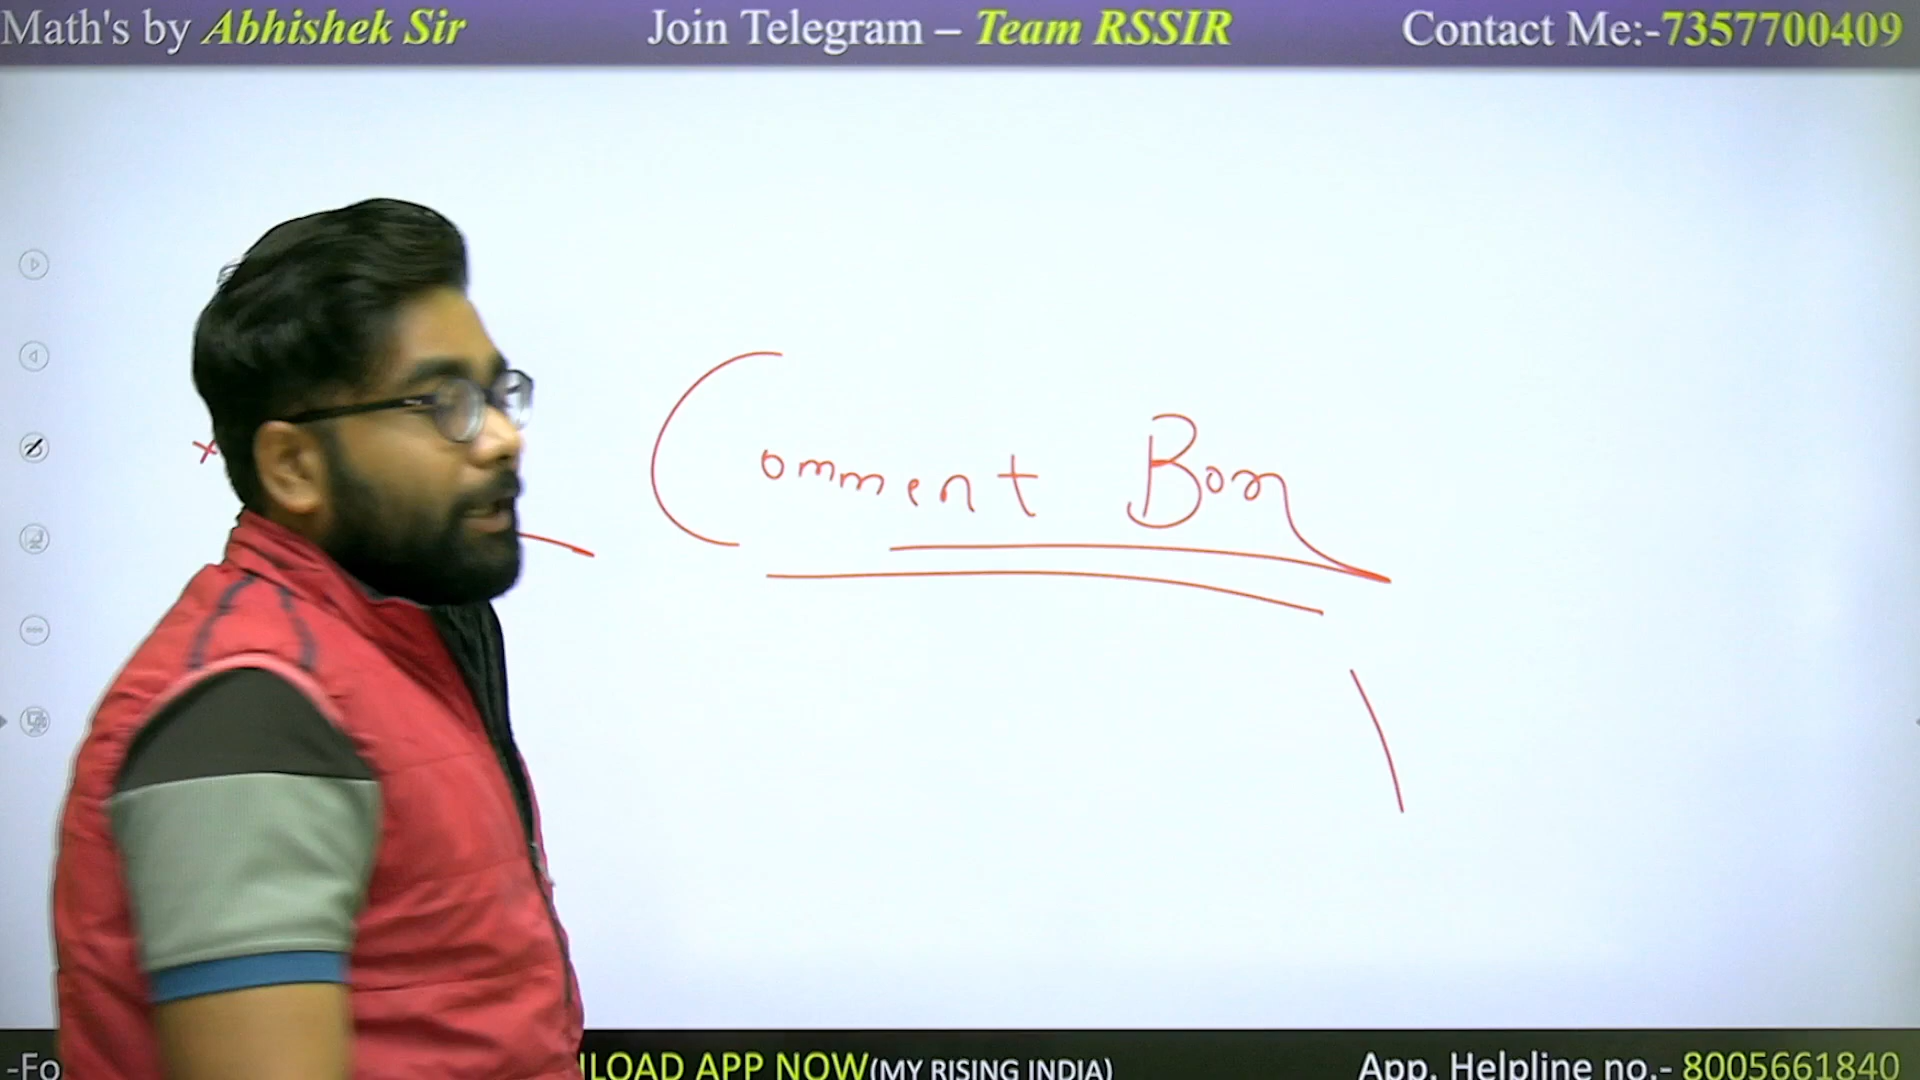 Math's by Abhishek Sir Join Telegram – Team RSSIR Contact Me:-7357700409
Comment Box
-Fo LOAD APP NOW(MY RISING INDIA) App. Helpline no.- 8005661840